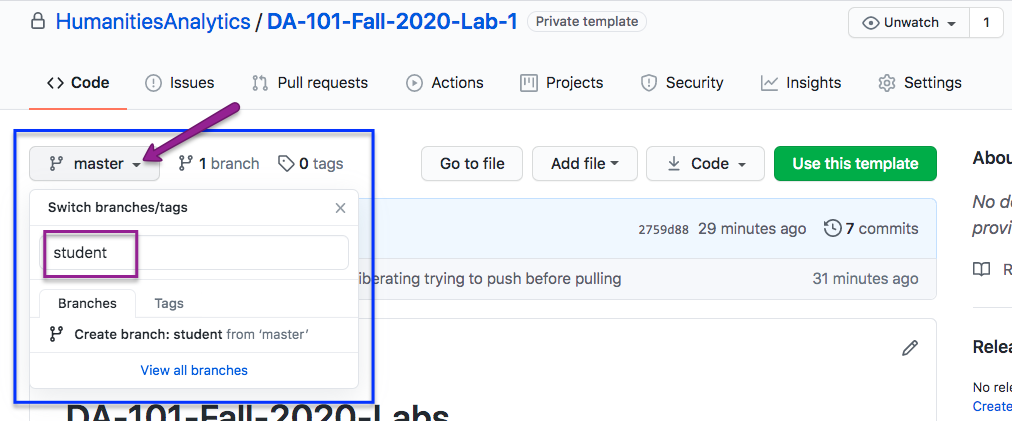 HumanitiesAnalytics / DA-101-Fall-2020-Lab-1 Private template
Unwatch 1
Code Issues Pull requests Actions Projects Security Insights Settings
master 1 branch 0 tags Go to file Add file Code Use this template
Switch branches/tags
student
Branches Tags
Create branch: student from ‘master’
View all branches
2759d88 29 minutes ago 7 commits
iberating trying to push before pulling 31 minutes ago
DA-101-Fall-2020-Labs
Abou
No de
provi
R
Relea
No rele
Create